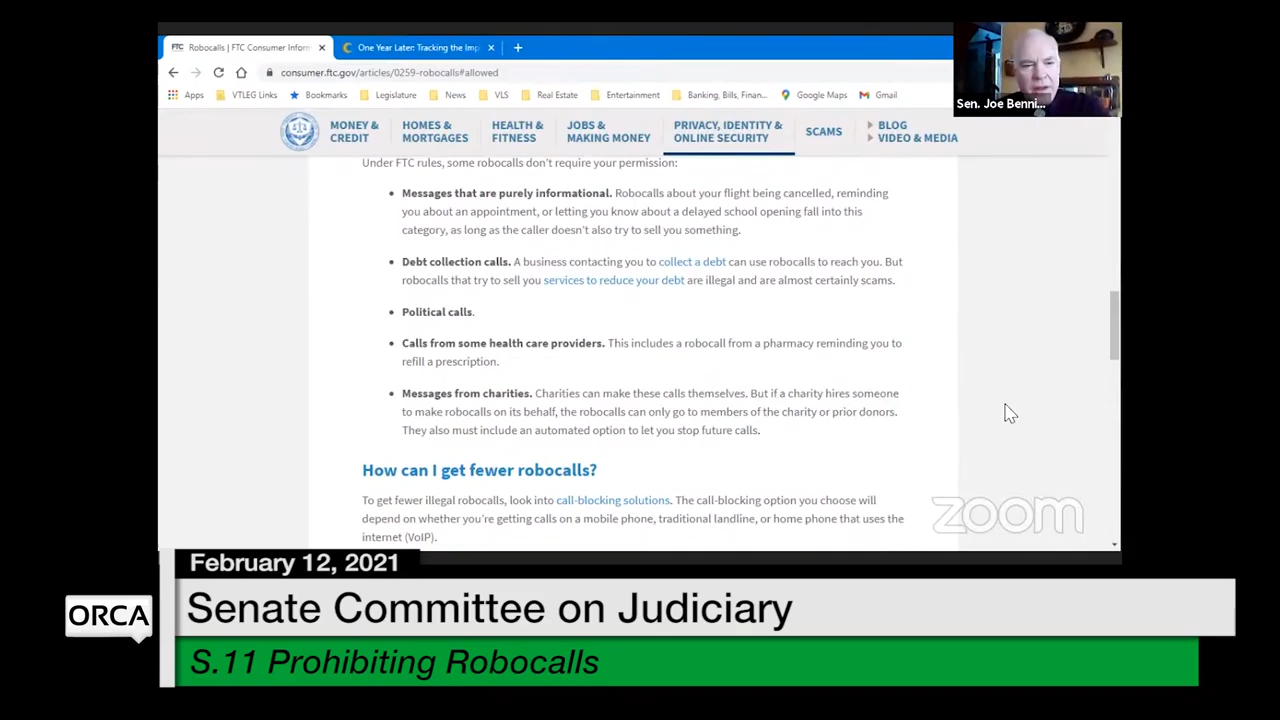 Robocalls | FTC Consumer Inform
One Year Later: Tracking the Imp
consumer.ftc.gov/articles/0259-robocalls#allowed
Apps VTLEG Links Bookmarks Legislature News VLS Real Estate Entertainment Banking, Bills, Finan... Google Maps Gmail
Sen. Joe Benni...
MONEY &
CREDIT
HOMES &
MORTGAGES
HEALTH &
FITNESS
JOBS &
MAKING MONEY
PRIVACY, IDENTITY &
ONLINE SECURITY
SCAMS
BLOG
VIDEO & MEDIA
Under FTC rules, some robocalls don't require your permission:
• Messages that are purely informational. Robocalls about your flight being cancelled, reminding
you about an appointment, or letting you know about a delayed school opening fall into this
category, as long as the caller doesn't also try to sell you something.
• Debt collection calls. A business contacting you to collect a debt can use robocalls to reach you. But
robocalls that try to sell you services to reduce your debt are illegal and are almost certainly scams.
• Political calls.
• Calls from some health care providers. This includes a robocall from a pharmacy reminding you to
refill a prescription.
• Messages from charities. Charities can make these calls themselves. But if a charity hires someone
to make robocalls on its behalf, the robocalls can only go to members of the charity or prior donors.
They also must include an automated option to let you stop future calls.
How can I get fewer robocalls?
To get fewer illegal robocalls, look into call-blocking solutions. The call-blocking option you choose will
depend on whether you're getting calls on a mobile phone, traditional landline, or home phone that uses the
internet (VoIP).
zoom
February 12, 2021
ORCA
Senate Committee on Judiciary
S.11 Prohibiting Robocalls